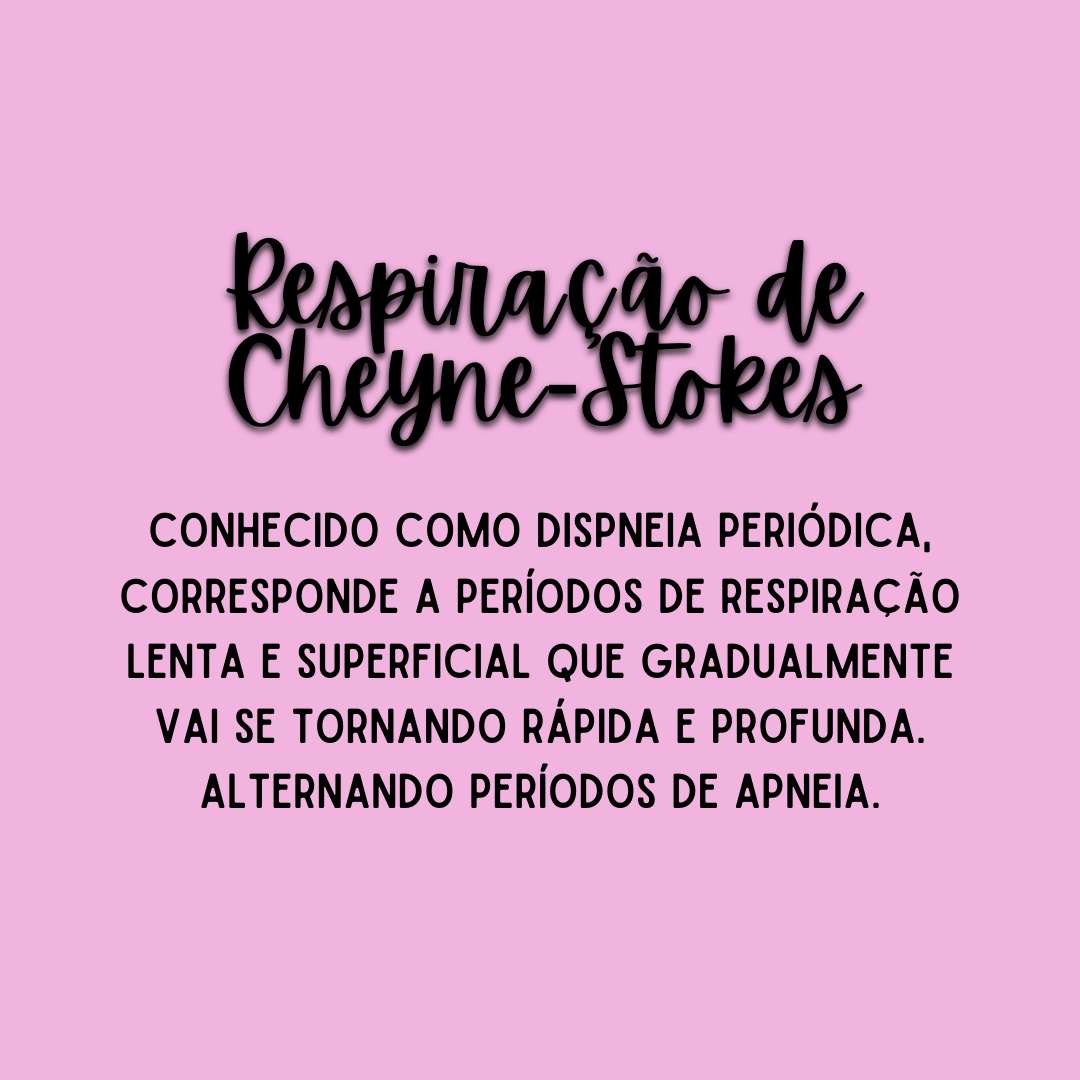 Respiração de
Cheyne-Stokes
CONHECIDO COMO DISPNEIA PERIÓDICA,
CORRESPONDE A PERÍODOS DE RESPIRAÇÃO
LENTA E SUPERFICIAL QUE GRADUALMENTE
VAI SE TORNANDO RÁPIDA E PROFUNDA.
ALTERNANDO PERÍODOS DE APNEIA.